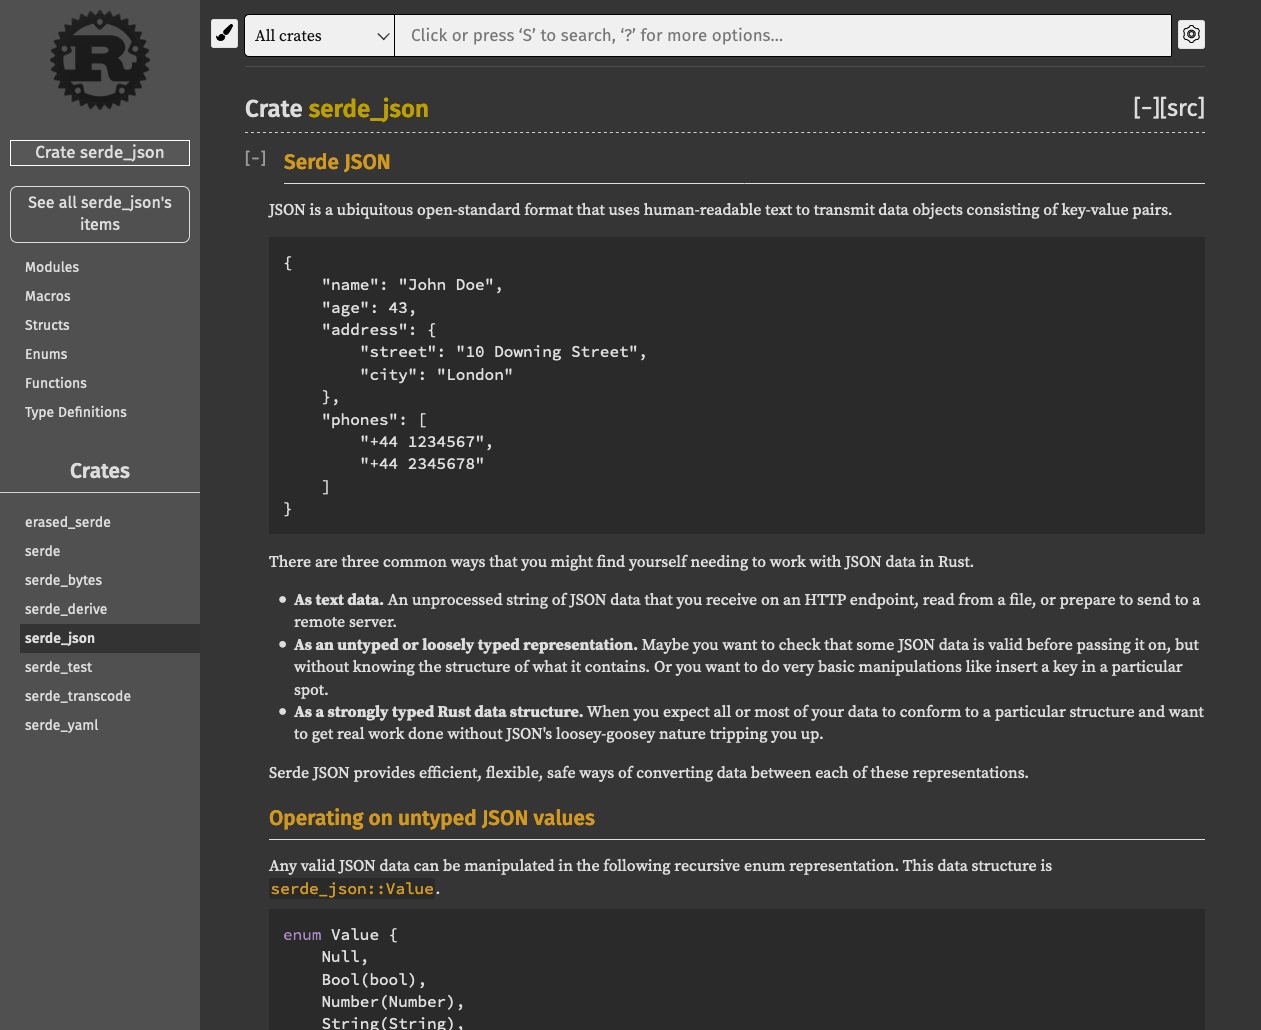 R
All crates
Click or press ‘S’ to search, ‘?’ for more options…
Crate serde_json
See all serde_json's
items
Modules
Macros
Structs
Enums
Functions
Type Definitions
Crates
erased_serde
serde
serde_bytes
serde_derive
serde_json
serde_test
serde_transcode
serde_yaml
Crate serde_json
[−][src]
[−]
Serde JSON
JSON is a ubiquitous open-standard format that uses human-readable text to transmit data objects consisting of key-value pairs.
{
    "name": "John Doe",
    "age": 43,
    "address": {
        "street": "10 Downing Street",
        "city": "London"
    },
    "phones": [
        "+44 1234567",
        "+44 2345678"
    ]
}
There are three common ways that you might find yourself needing to work with JSON data in Rust.
• As text data. An unprocessed string of JSON data that you receive on an HTTP endpoint, read from a file, or prepare to send to a
remote server.
• As an untyped or loosely typed representation. Maybe you want to check that some JSON data is valid before passing it on, but
without knowing the structure of what it contains. Or you want to do very basic manipulations like insert a key in a particular
spot.
• As a strongly typed Rust data structure. When you expect all or most of your data to conform to a particular structure and want
to get real work done without JSON's loosey-goosey nature tripping you up.
Serde JSON provides efficient, flexible, safe ways of converting data between each of these representations.
Operating on untyped JSON values
Any valid JSON data can be manipulated in the following recursive enum representation. This data structure is
serde_json::Value.
enum Value {
    Null,
    Bool(bool),
    Number(Number),
    String(String),